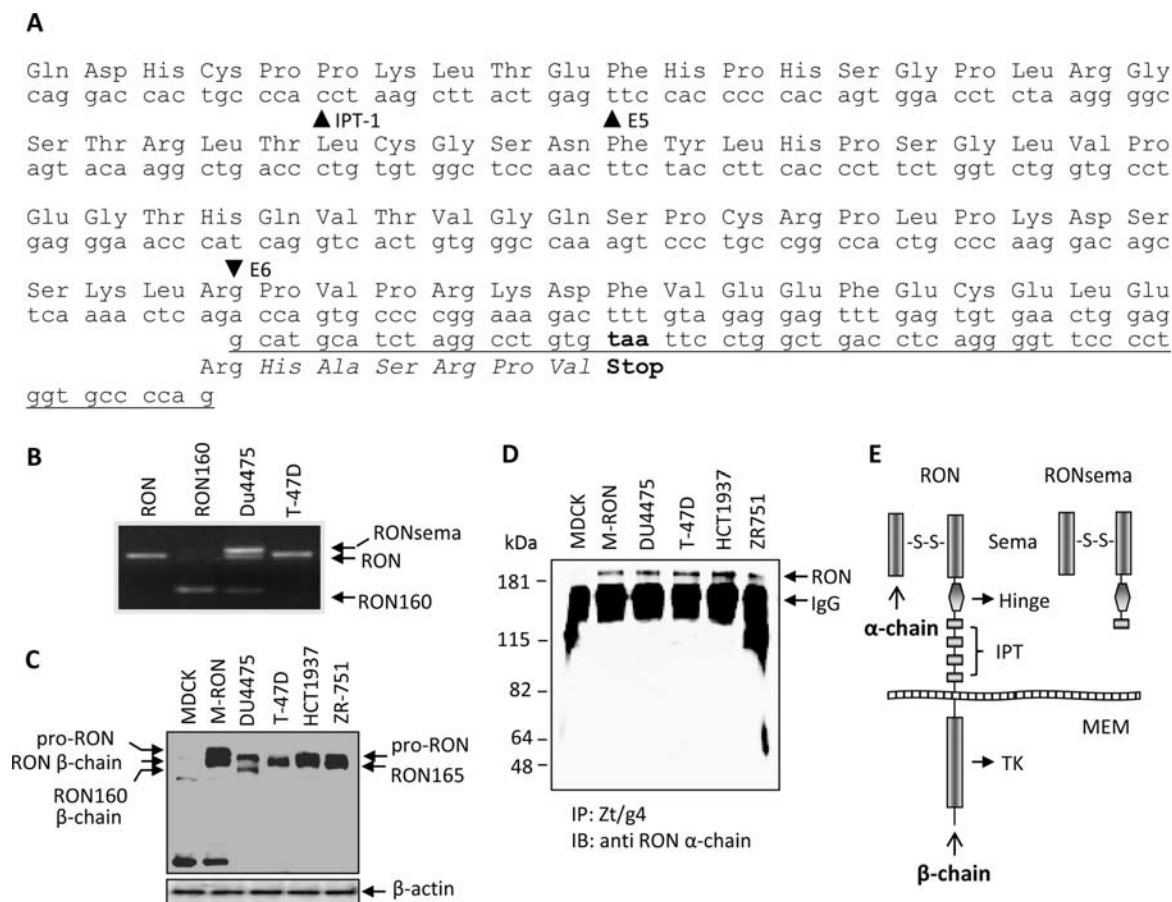 A
Gln Asp His Cys Pro Pro Lys Leu Thr Glu Phe His Pro His Ser Gly Pro Leu Arg Gly
cag gac cac tgc cca cct aag ctt act gag ttc cac ccc cac agt gga cct cta agg ggc
▲IPT-1 ▲E5
Ser Thr Arg Leu Thr Leu Cys Gly Ser Asn Phe Tyr Leu His Pro Ser Gly Leu Val Pro
agt aca agg ctg acc ctg tgt ggc tcc aac ttc tac ctt cac cct tct ggt ctg gtg cct
Glu Gly Thr His Gln Val Thr Val Gly Gln Ser Pro Cys Arg Pro Leu Pro Lys Asp Ser
gag gga acc cat cag gtc act gtg ggc caa agt ccc tgc cgg cca ctg ccc aag gac agc
▼E6
Ser Lys Leu Arg Pro Val Pro Arg Lys Asp Phe Val Glu Glu Phe Glu Cys Glu Leu Glu
tca aaa ctc aga cca gtg ccc cgg aaa gac ttt gta gag gag ttt gag tgt gaa ctg gag
g cat gca tct agg cct gtg taa ttc ctg gct gac ctc agg ggt tcc cct
Arg His Ala Ser Arg Pro Val Stop
ggt gcc cca g
B
RON RON160 Du4475 T-47D
RONsema
RON
RON160
C
MDCK M-RON DU4475 T-47D HCT1937 ZR-751
pro-RON
RON β-chain
RON160
β-chain
pro-RON
RON165
β-actin
D
MDCK M-RON DU4475 T-47D HCT1937 ZR751
kDa
181
115
82
64
48
RON
IgG
IP: Zt/g4
IB: anti RON α-chain
E
RON RONsema
-S-S- Sema -S-S-
Hinge
α-chain
IPT
MEM
TK
β-chain